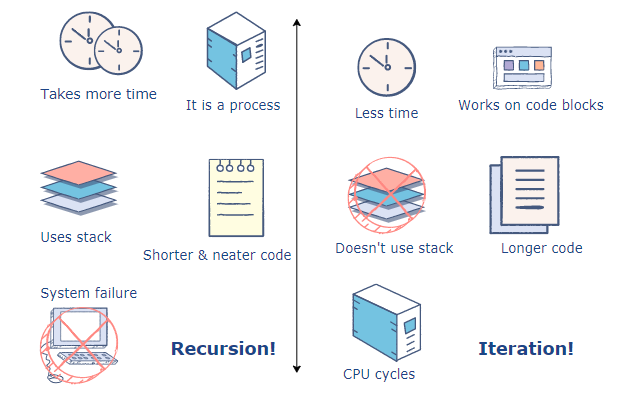 Takes more time
It is a process
Uses stack
Shorter & neater code
System failure
Recursion!
Less time
Works on code blocks
Doesn't use stack
Longer code
CPU cycles
Iteration!